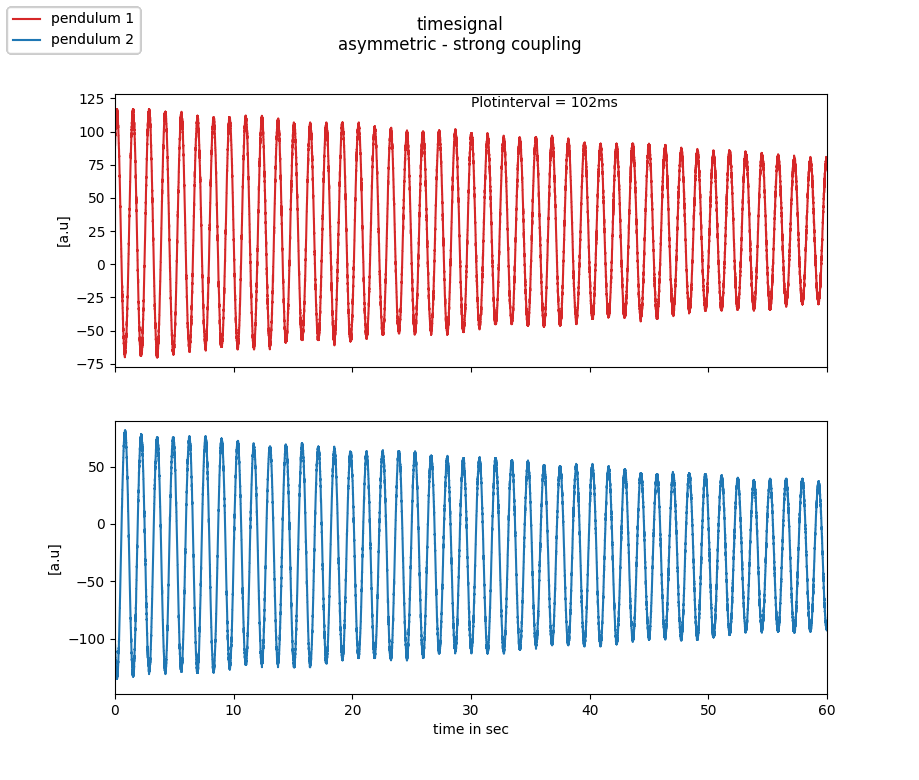 pendulum 1
pendulum 2
timesignal
asymmetric - strong coupling
Plotinterval = 102ms
125
100
75
50
25
0
−25
−50
−75
[a.u]
50
0
−50
−100
[a.u]
0 10 20 30 40 50 60
time in sec